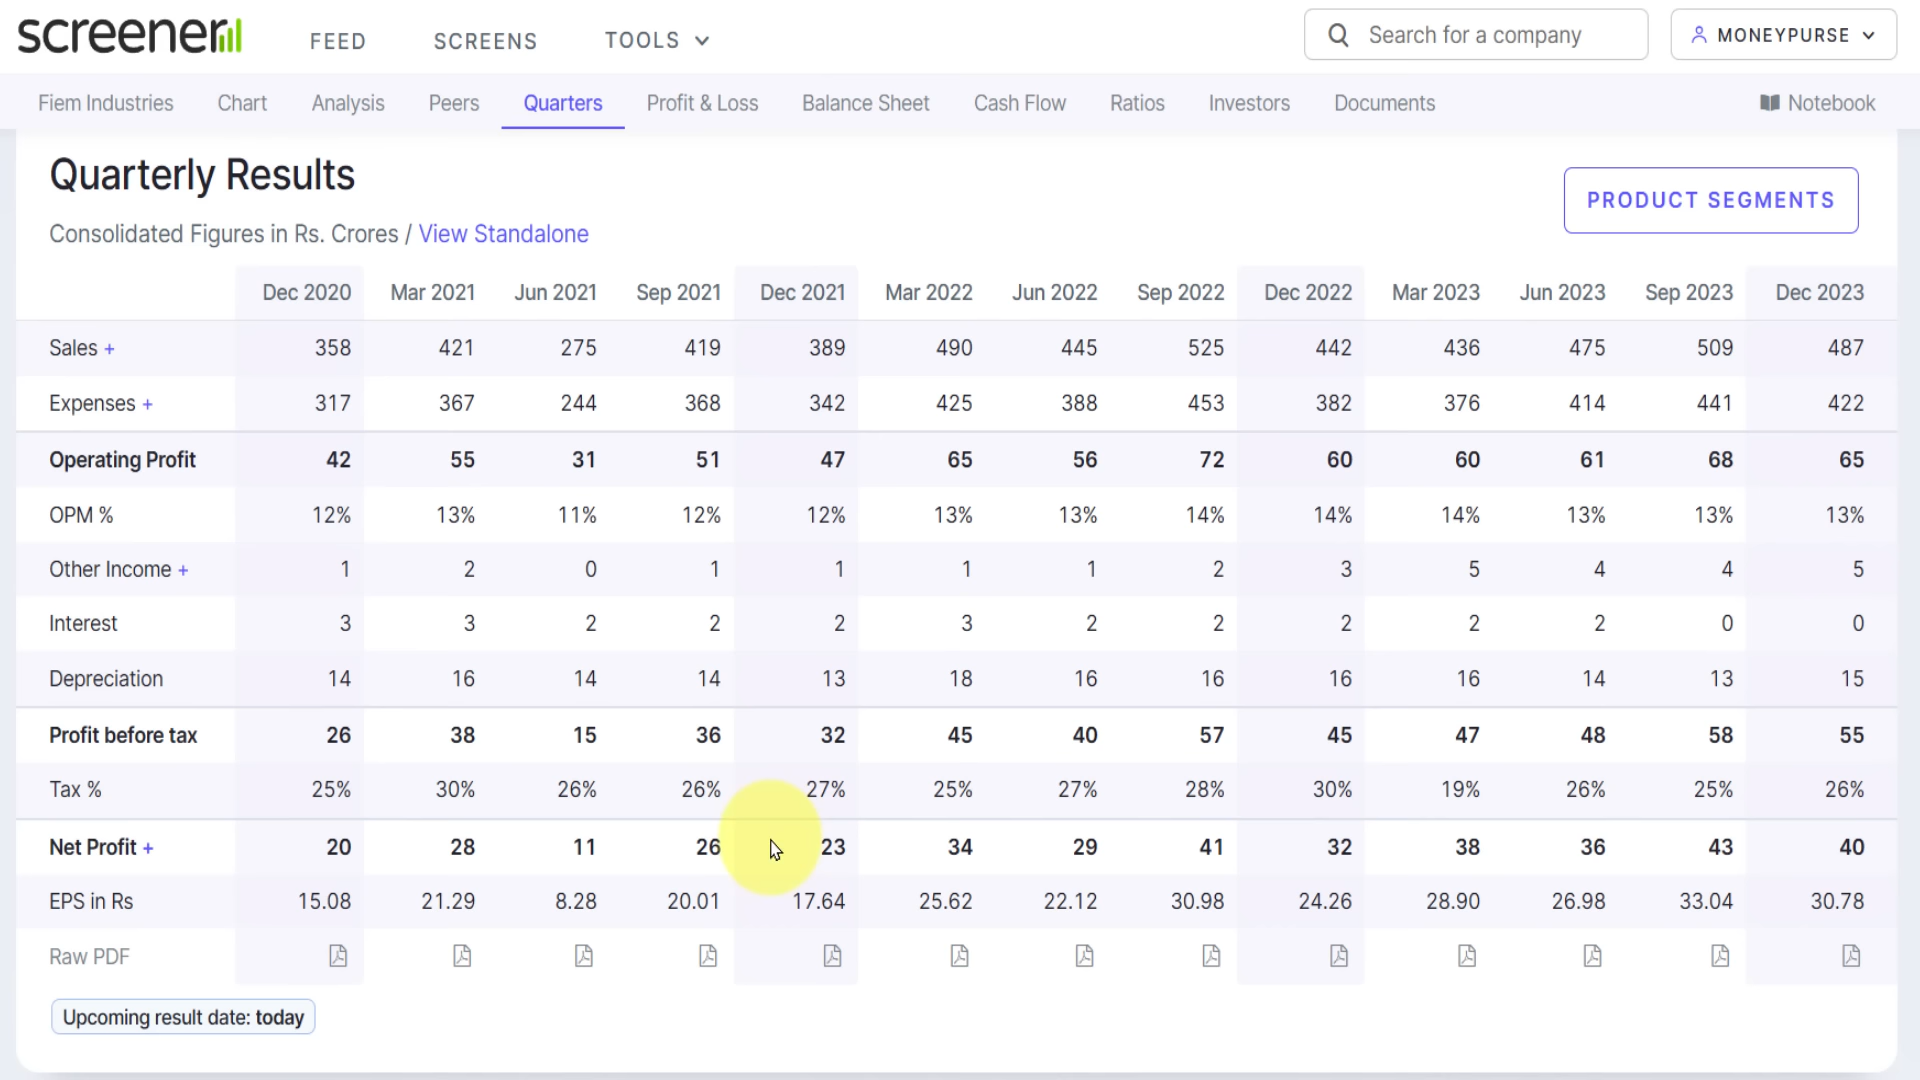 screener
FEED SCREENS TOOLS
Search for a company
MONEYPURSE
Fiem Industries Chart Analysis Peers Quarters Profit & Loss Balance Sheet Cash Flow Ratios Investors Documents Notebook
Quarterly Results
PRODUCT SEGMENTS
Consolidated Figures in Rs. Crores / View Standalone
Dec 2020 Mar 2021 Jun 2021 Sep 2021 Dec 2021 Mar 2022 Jun 2022 Sep 2022 Dec 2022 Mar 2023 Jun 2023 Sep 2023 Dec 2023
Sales + 358 421 275 419 389 490 445 525 442 436 475 509 487
Expenses + 317 367 244 368 342 425 388 453 382 376 414 441 422
Operating Profit 42 55 31 51 47 65 56 72 60 60 61 68 65
OPM % 12% 13% 11% 12% 12% 13% 13% 14% 14% 14% 13% 13% 13%
Other Income + 1 2 0 1 1 1 1 2 3 5 4 4 5
Interest 3 3 2 2 2 3 2 2 2 2 2 0 0
Depreciation 14 16 14 14 13 18 16 16 16 16 14 13 15
Profit before tax 26 38 15 36 32 45 40 57 45 47 48 58 55
Tax % 25% 30% 26% 26% 27% 25% 27% 28% 30% 19% 26% 25% 26%
Net Profit + 20 28 11 26 23 34 29 41 32 38 36 43 40
EPS in Rs 15.08 21.29 8.28 20.01 17.64 25.62 22.12 30.98 24.26 28.90 26.98 33.04 30.78
Raw PDF
Upcoming result date: today